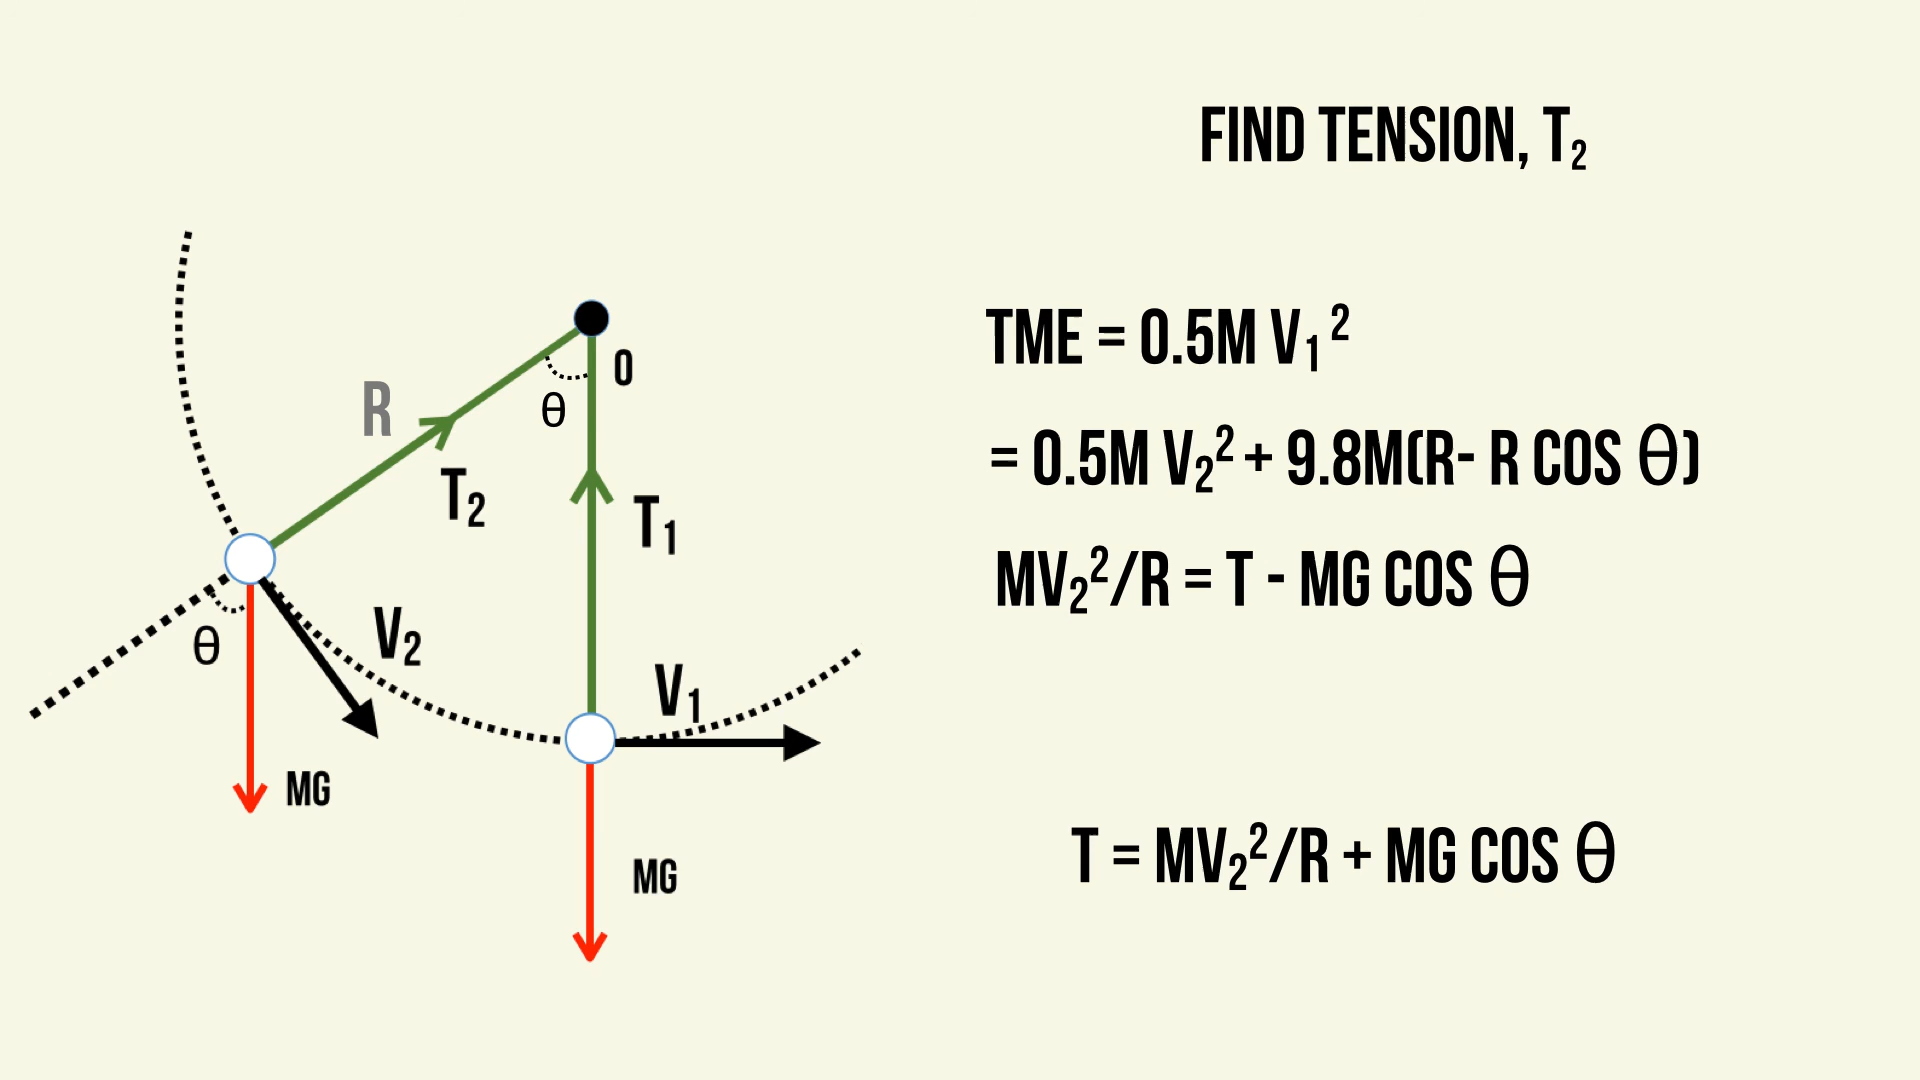 FIND TENSION, T₂
TME = 0.5M V₁ ²
= 0.5M V₂² + 9.8M(R- R COS θ)
MV₂²/R = T - MG COS θ
T = MV₂²/R + MG COS θ
O
R
θ
T₂
T₁
θ
V₂
V₁
MG
MG